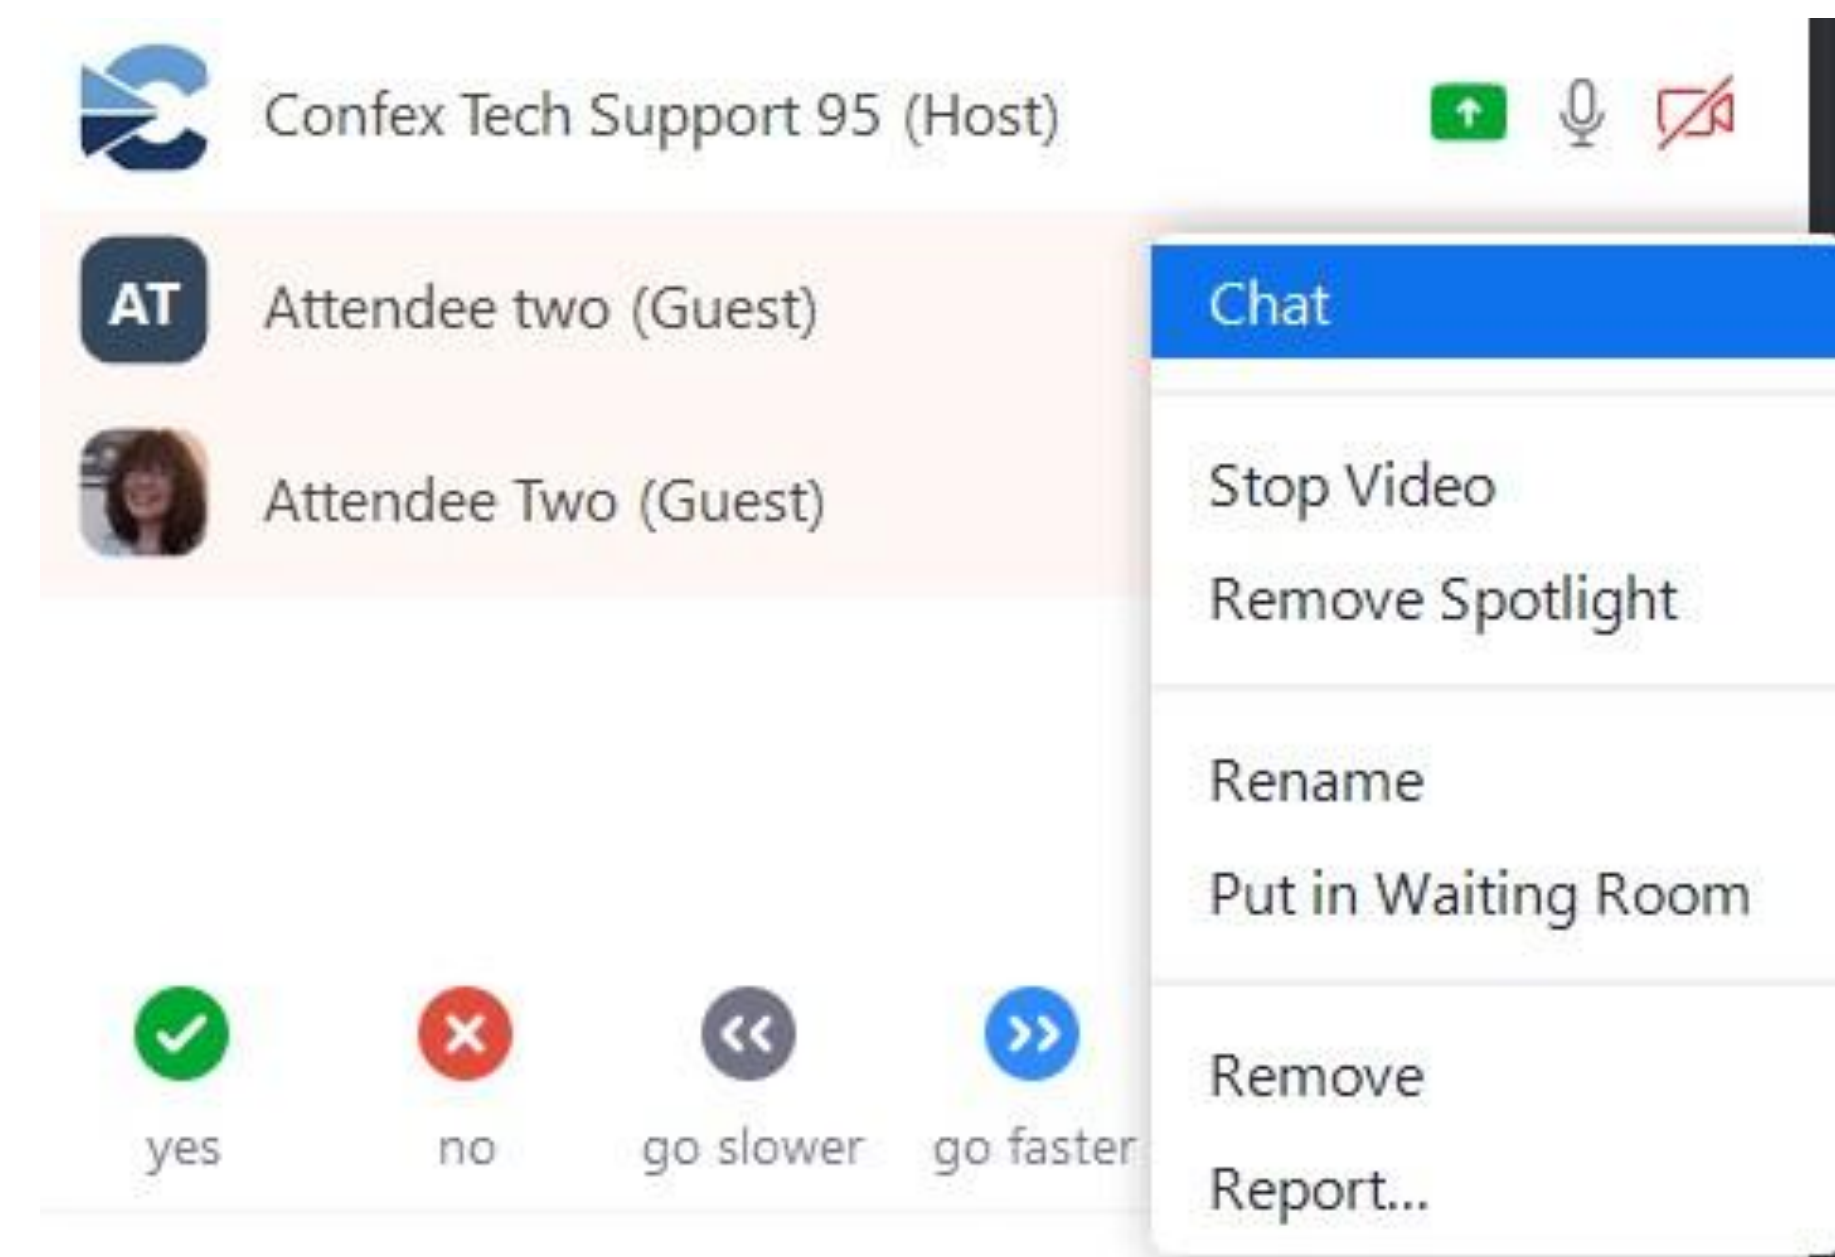 Confex Tech Support 95 (Host)
AT
Attendee two (Guest)
Attendee Two (Guest)
Chat
Stop Video
Remove Spotlight
Rename
Put in Waiting Room
Remove
Report...
yes
no
go slower
go faster